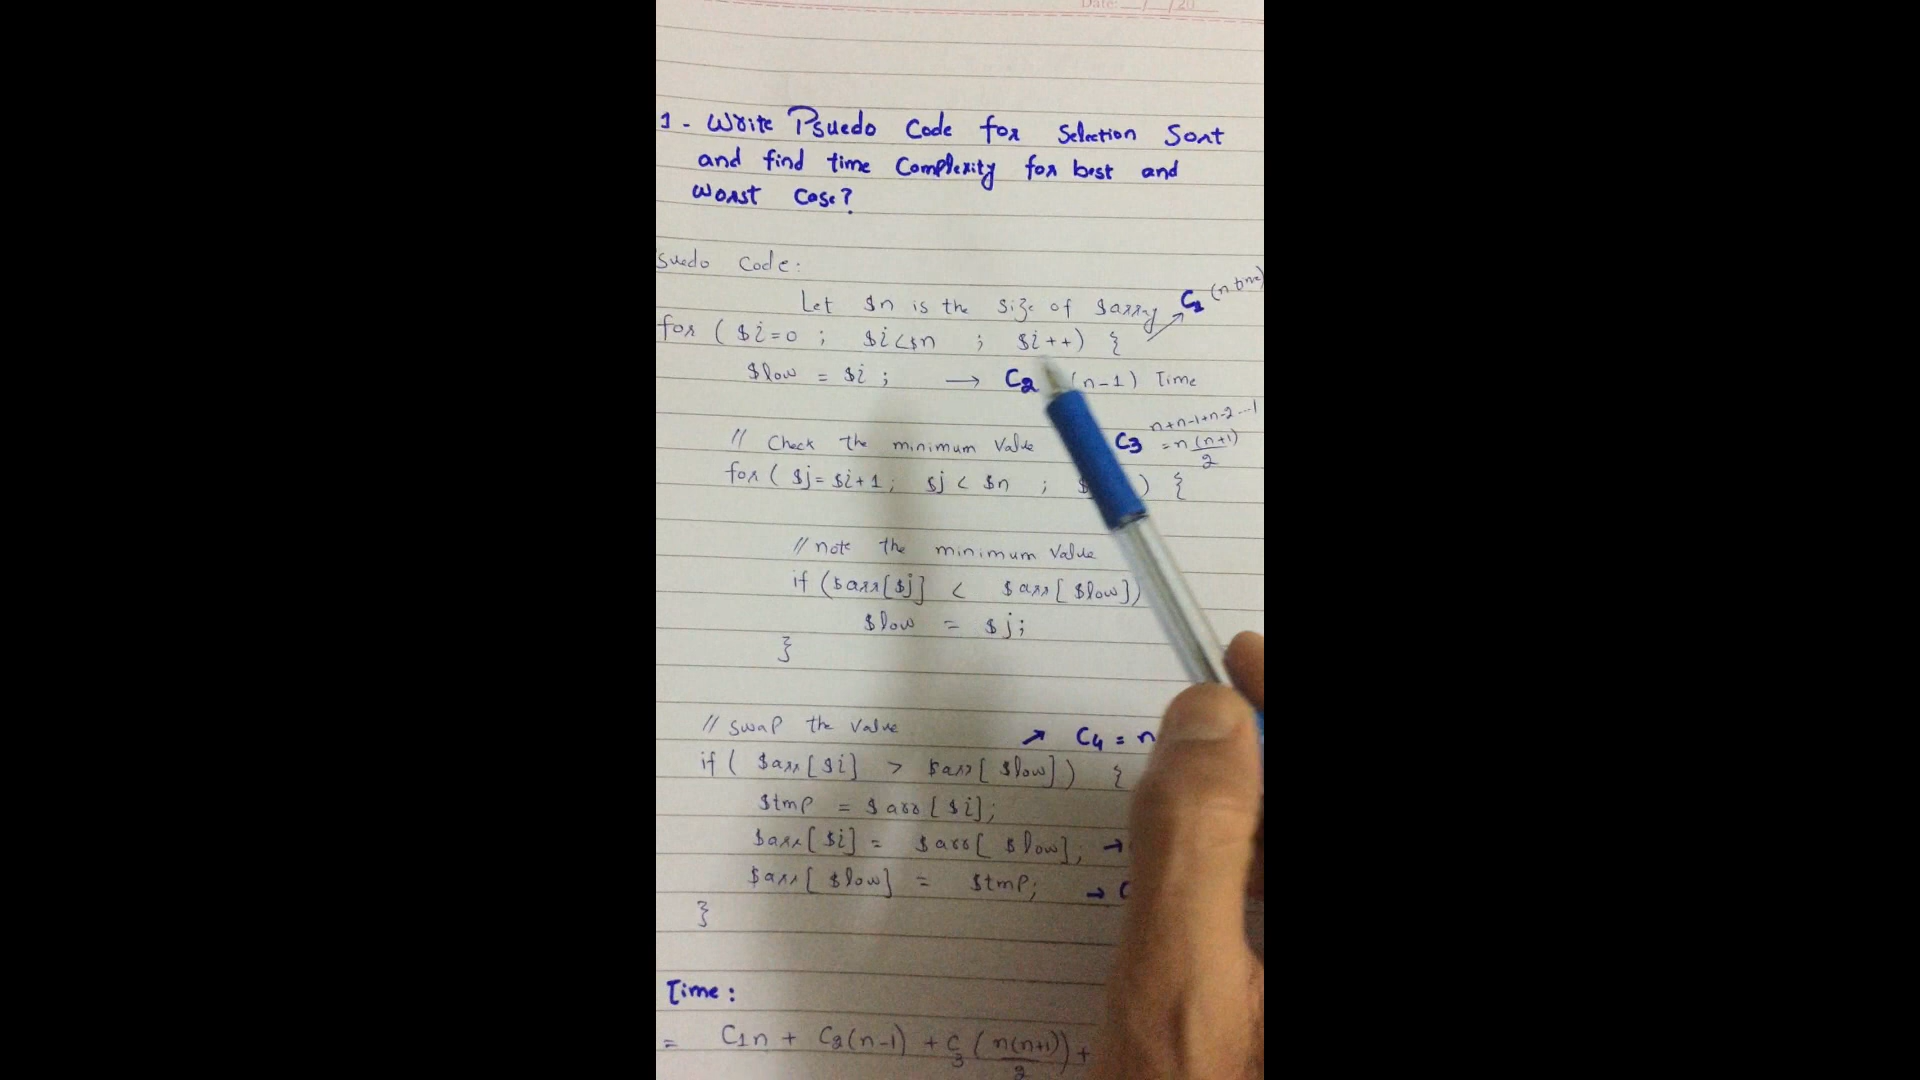 Date: / /20
1 - Write Psuedo Code for Selection Sort
and find time Complexity for best and
worst Case?
suedo Code:
Let $n is the Size of $array C1 (n time)
for ( $i=0 ; $i<$n ; $i++) {
$low = $i ; → C2 (n-1) Time
n+n-1+n-2...1
// Check the minimum Value C3 = n(n+1)/2
for ( $j= $i+1; $j < $n ; $ ) {
// note the minimum Value
if ($arr[$j] < $arr[$low])
$low = $j;
}
// Swap the Value → C4 = n
if ( $arr[$i] > $arr[$low]) {
$tmp = $arr[$i];
$arr[$i] = $arr[$low]; →
$arr[$low] = $tmp; → C
}
Time:
= C1n + C2(n-1) + C3 (n(n+1)/2) +